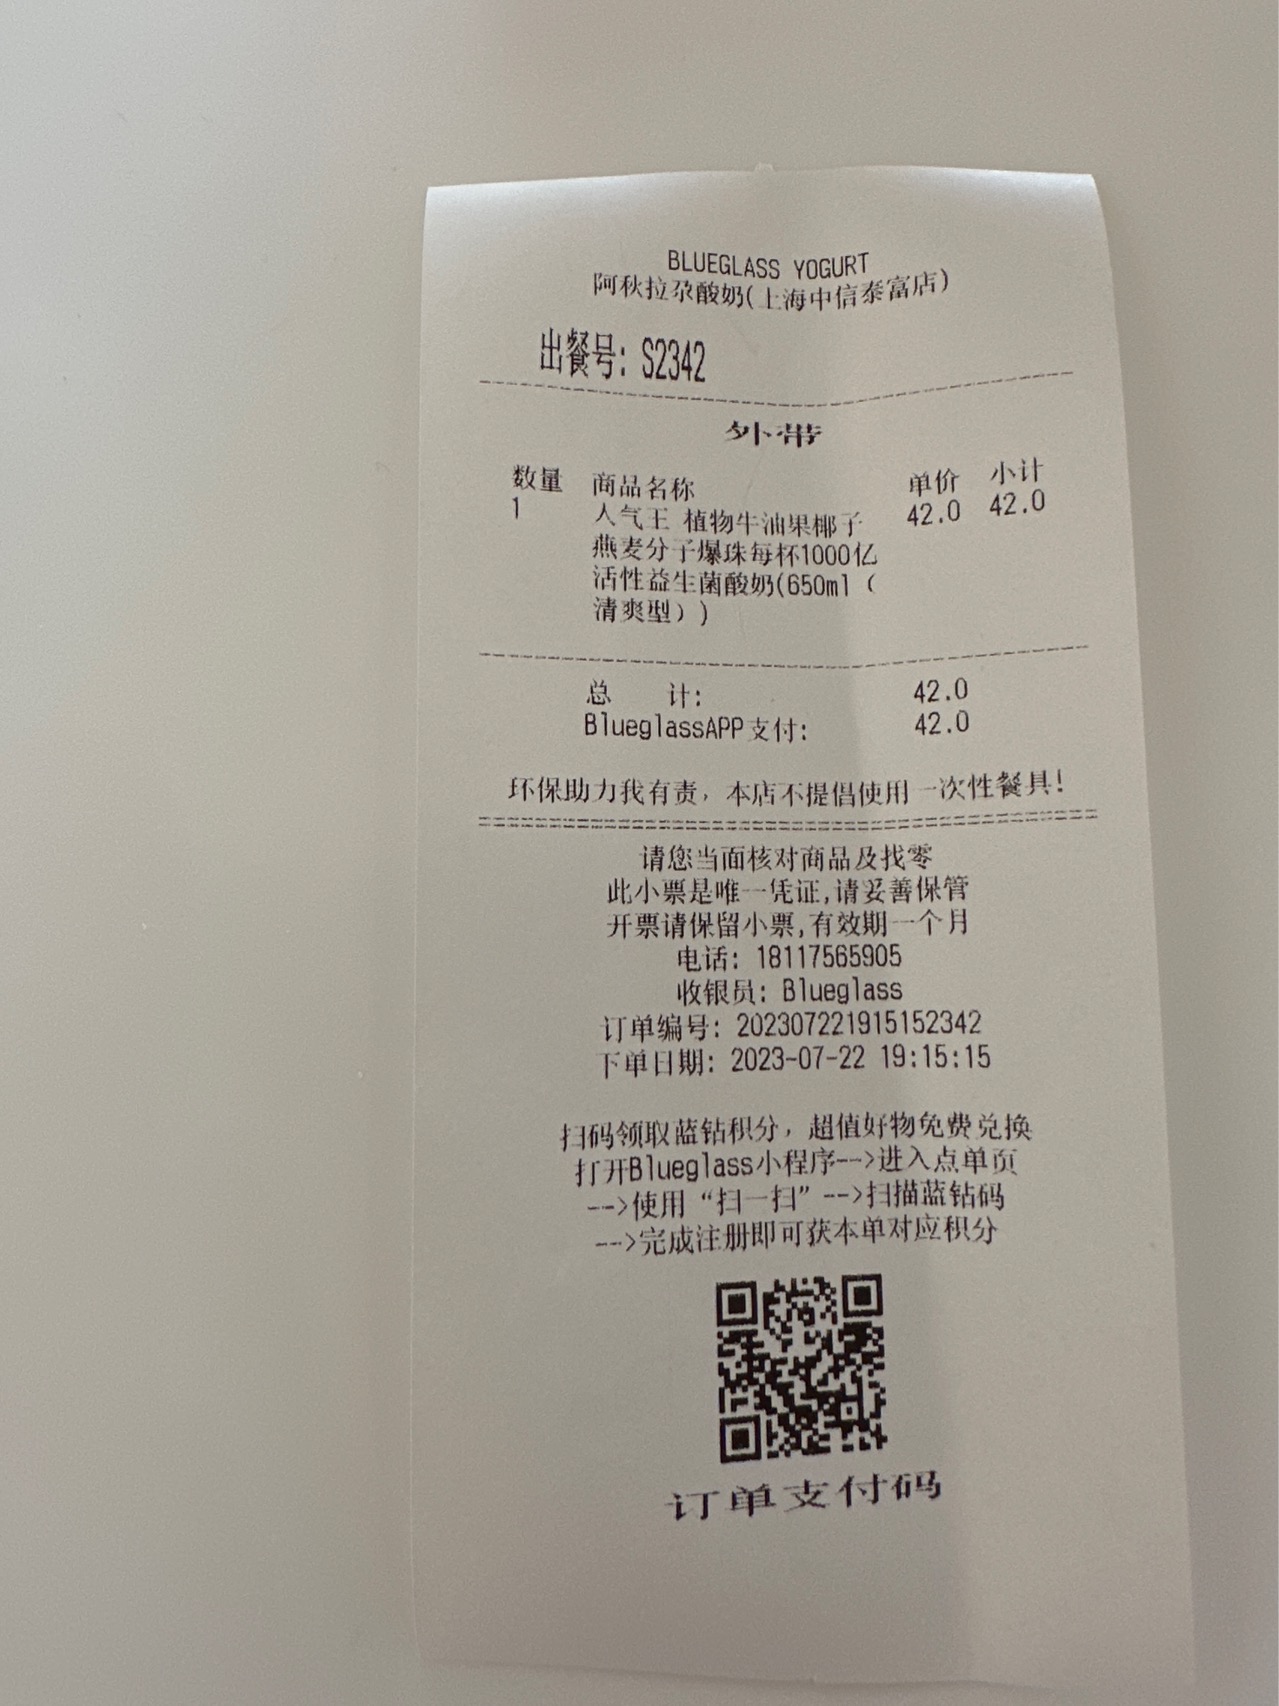 BLUEGLASS YOGURT
阿秋拉尕酸奶(上海中信泰富店)
出餐号: S2342
外带
数量 商品名称 单价 小计
1 人气王 植物牛油果椰子 42.0 42.0
燕麦分子爆珠每杯1000亿
活性益生菌酸奶(650ml（
清爽型）)
总 计: 42.0
BlueglassAPP支付: 42.0
环保助力我有责，本店不提倡使用一次性餐具!
请您当面核对商品及找零
此小票是唯一凭证,请妥善保管
开票请保留小票,有效期一个月
电话: 18117565905
收银员: Blueglass
订单编号: 202307221915152342
下单日期: 2023-07-22 19:15:15
扫码领取蓝钻积分，超值好物免费兑换
打开Blueglass小程序-->进入点单页
-->使用“扫一扫”-->扫描蓝钻码
-->完成注册即可获本单对应积分
订单支付码